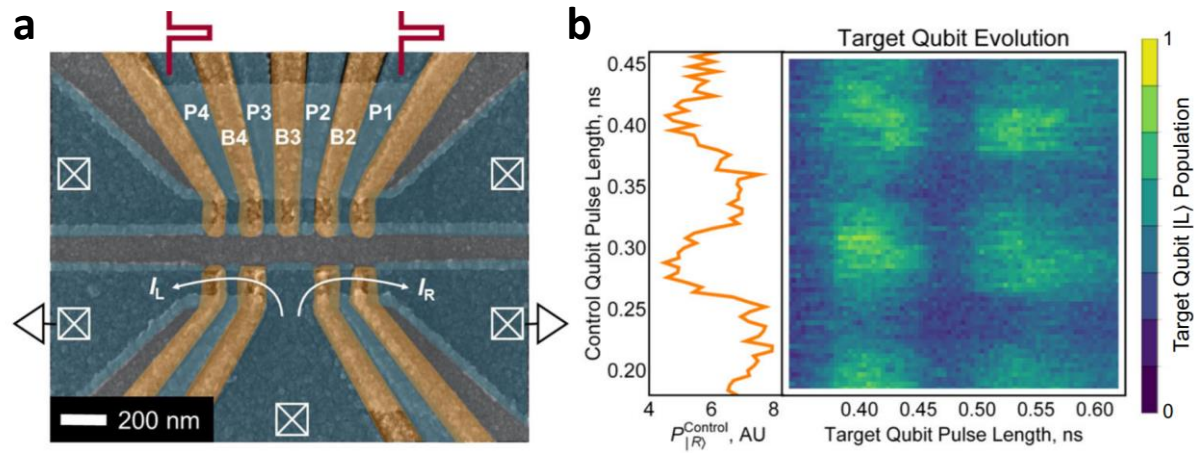 a
P4
P3
P2
P1
B4
B3
B2
I_L
I_R
200 nm
b
Target Qubit Evolution
Control Qubit Pulse Length, ns
0.45
0.40
0.35
0.30
0.25
0.20
4
6
8
P_{|R⟩}^{Control}, AU
0.40
0.45
0.50
0.55
0.60
Target Qubit Pulse Length, ns
1
0
Target Qubit |L⟩ Population